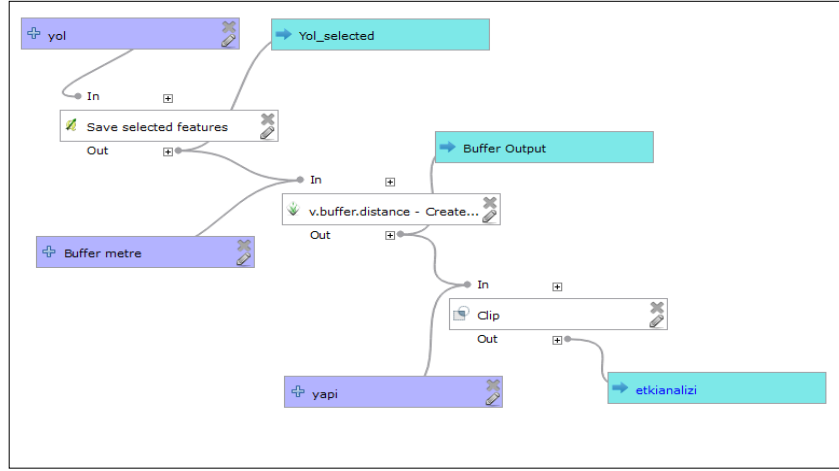 yol
Yol_selected
In
Save selected features
Out
Buffer Output
In
v.buffer.distance - Create...
Out
Buffer metre
In
Clip
Out
yapi
etkianalizi